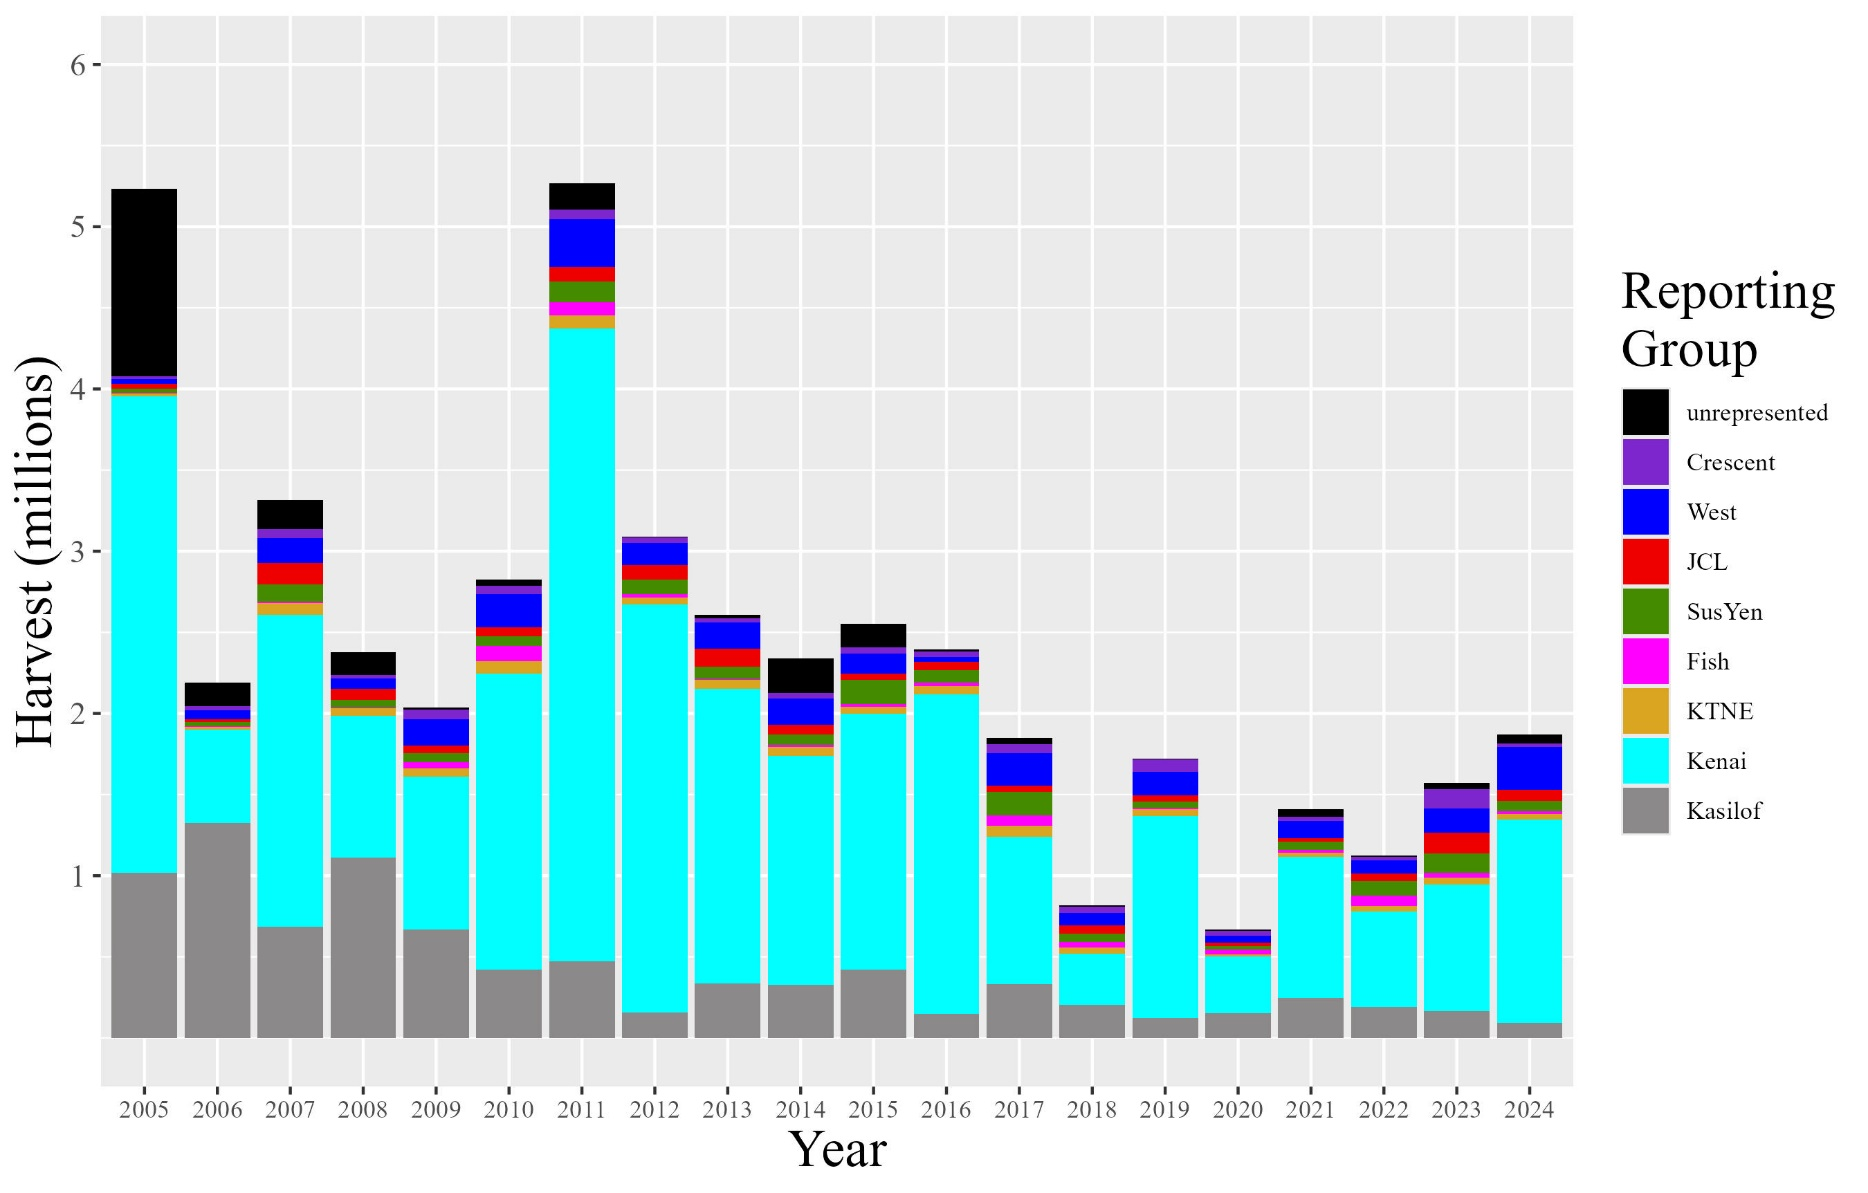 6
5
4
3
2
1
Harvest (millions)
2005 2006 2007 2008 2009 2010 2011 2012 2013 2014 2015 2016 2017 2018 2019 2020 2021 2022 2023 2024
Year
Reporting
Group
unrepresented
Crescent
West
JCL
SusYen
Fish
KTNE
Kenai
Kasilof